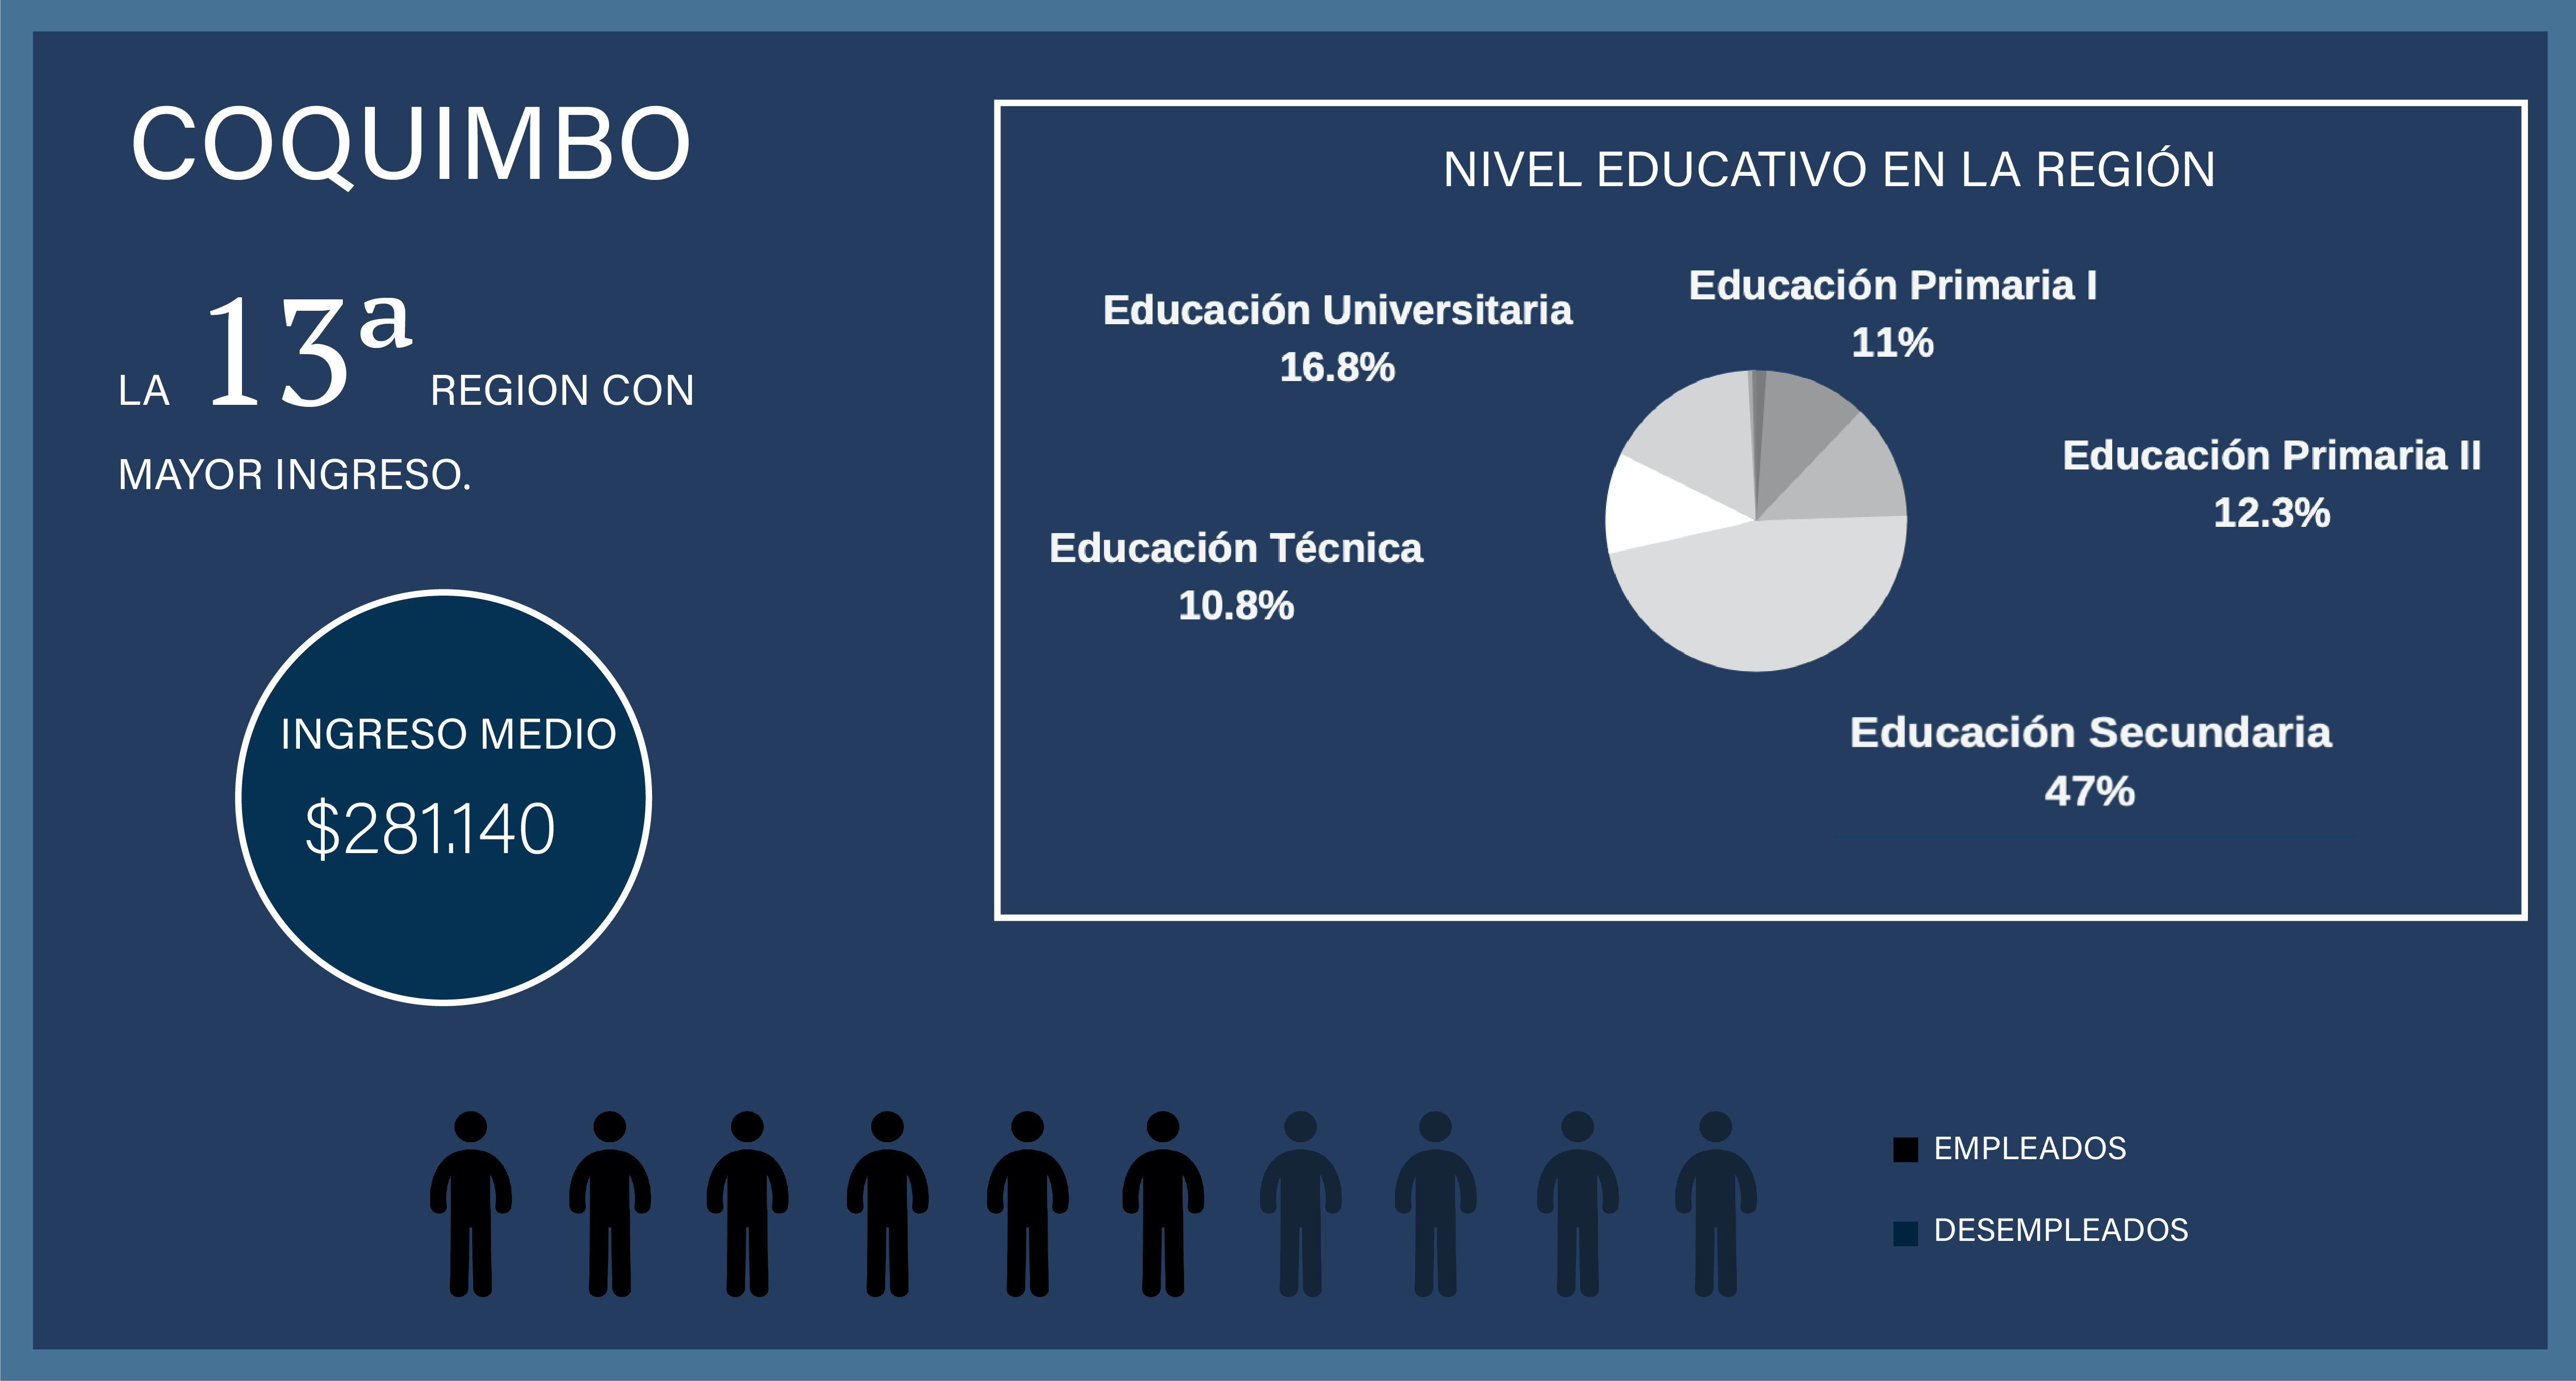 COQUIMBO
LA 13ª REGION CON
MAYOR INGRESO.
INGRESO MEDIO
$281.140
NIVEL EDUCATIVO EN LA REGIÓN
Educación Universitaria
16.8%
Educación Primaria I
11%
Educación Primaria II
12.3%
Educación Técnica
10.8%
Educación Secundaria
47%
EMPLEADOS
DESEMPLEADOS